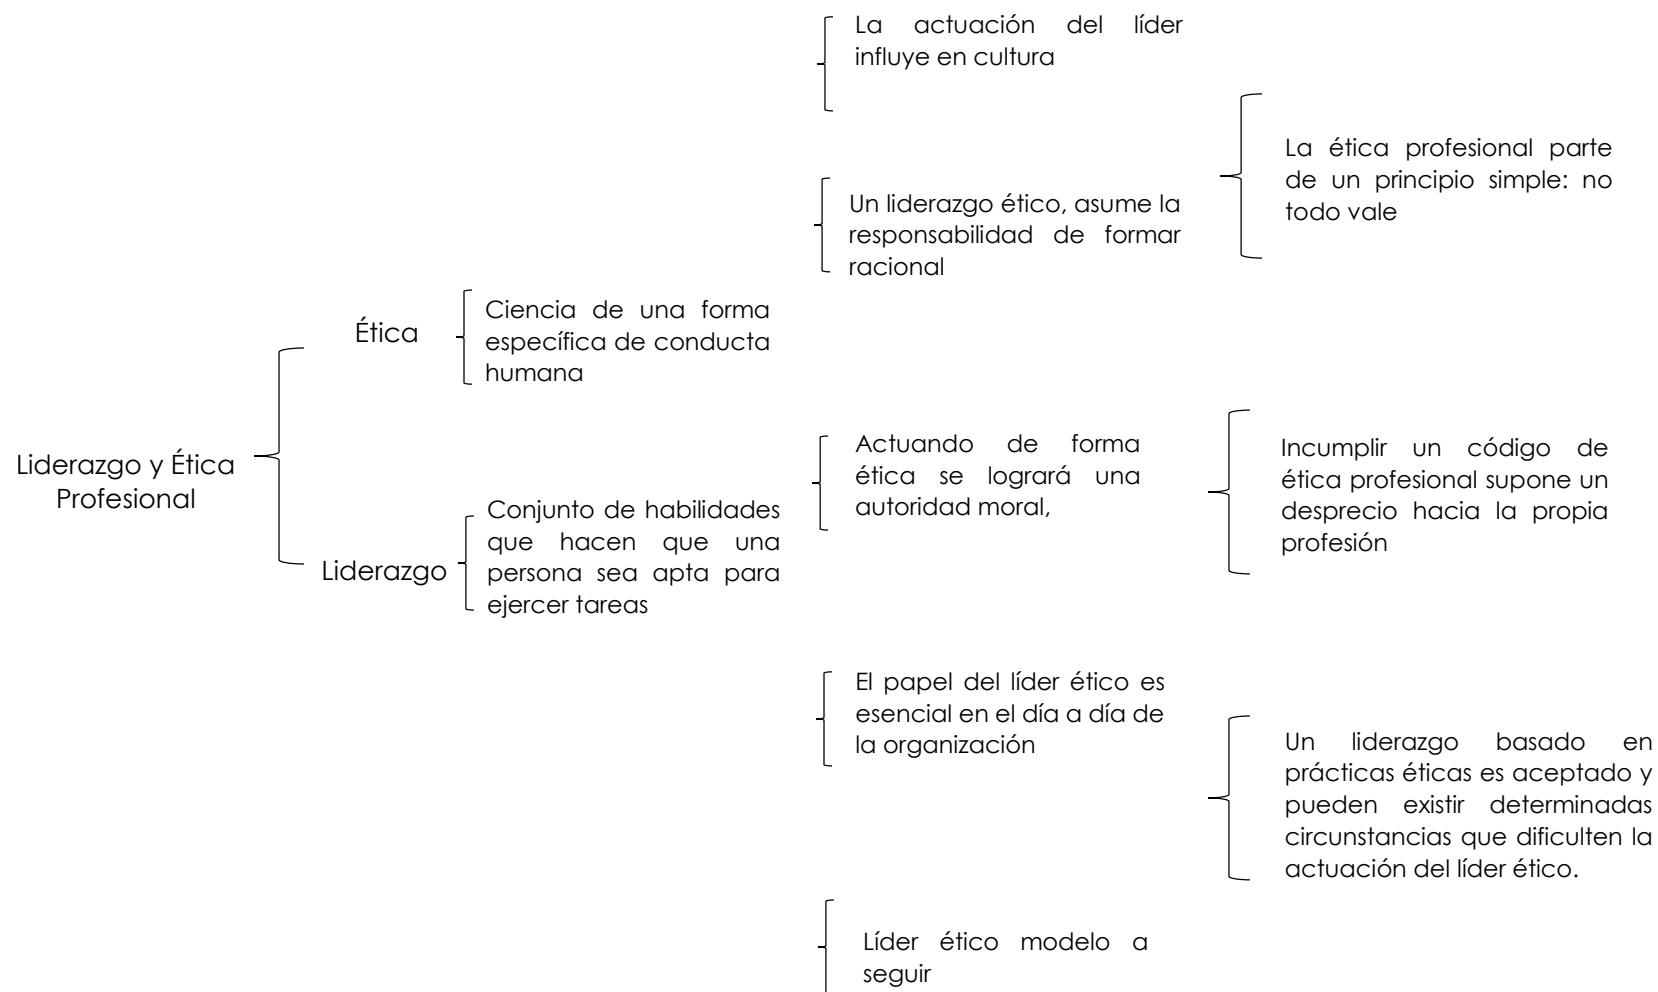 Liderazgo y Ética
Profesional
Ética
Ciencia de una forma
específica de conducta
humana
Liderazgo
Conjunto de habilidades
que hacen que una
persona sea apta para
ejercer tareas
La actuación del líder
influye en cultura
Un liderazgo ético, asume la
responsabilidad de formar
racional
Actuando de forma
ética se logrará una
autoridad moral,
El papel del líder ético es
esencial en el día a día de
la organización
Líder ético modelo a
seguir
La ética profesional parte
de un principio simple: no
todo vale
Incumplir un código de
ética profesional supone un
desprecio hacia la propia
profesión
Un liderazgo basado en
prácticas éticas es aceptado y
pueden existir determinadas
circunstancias que dificulten la
actuación del líder ético.